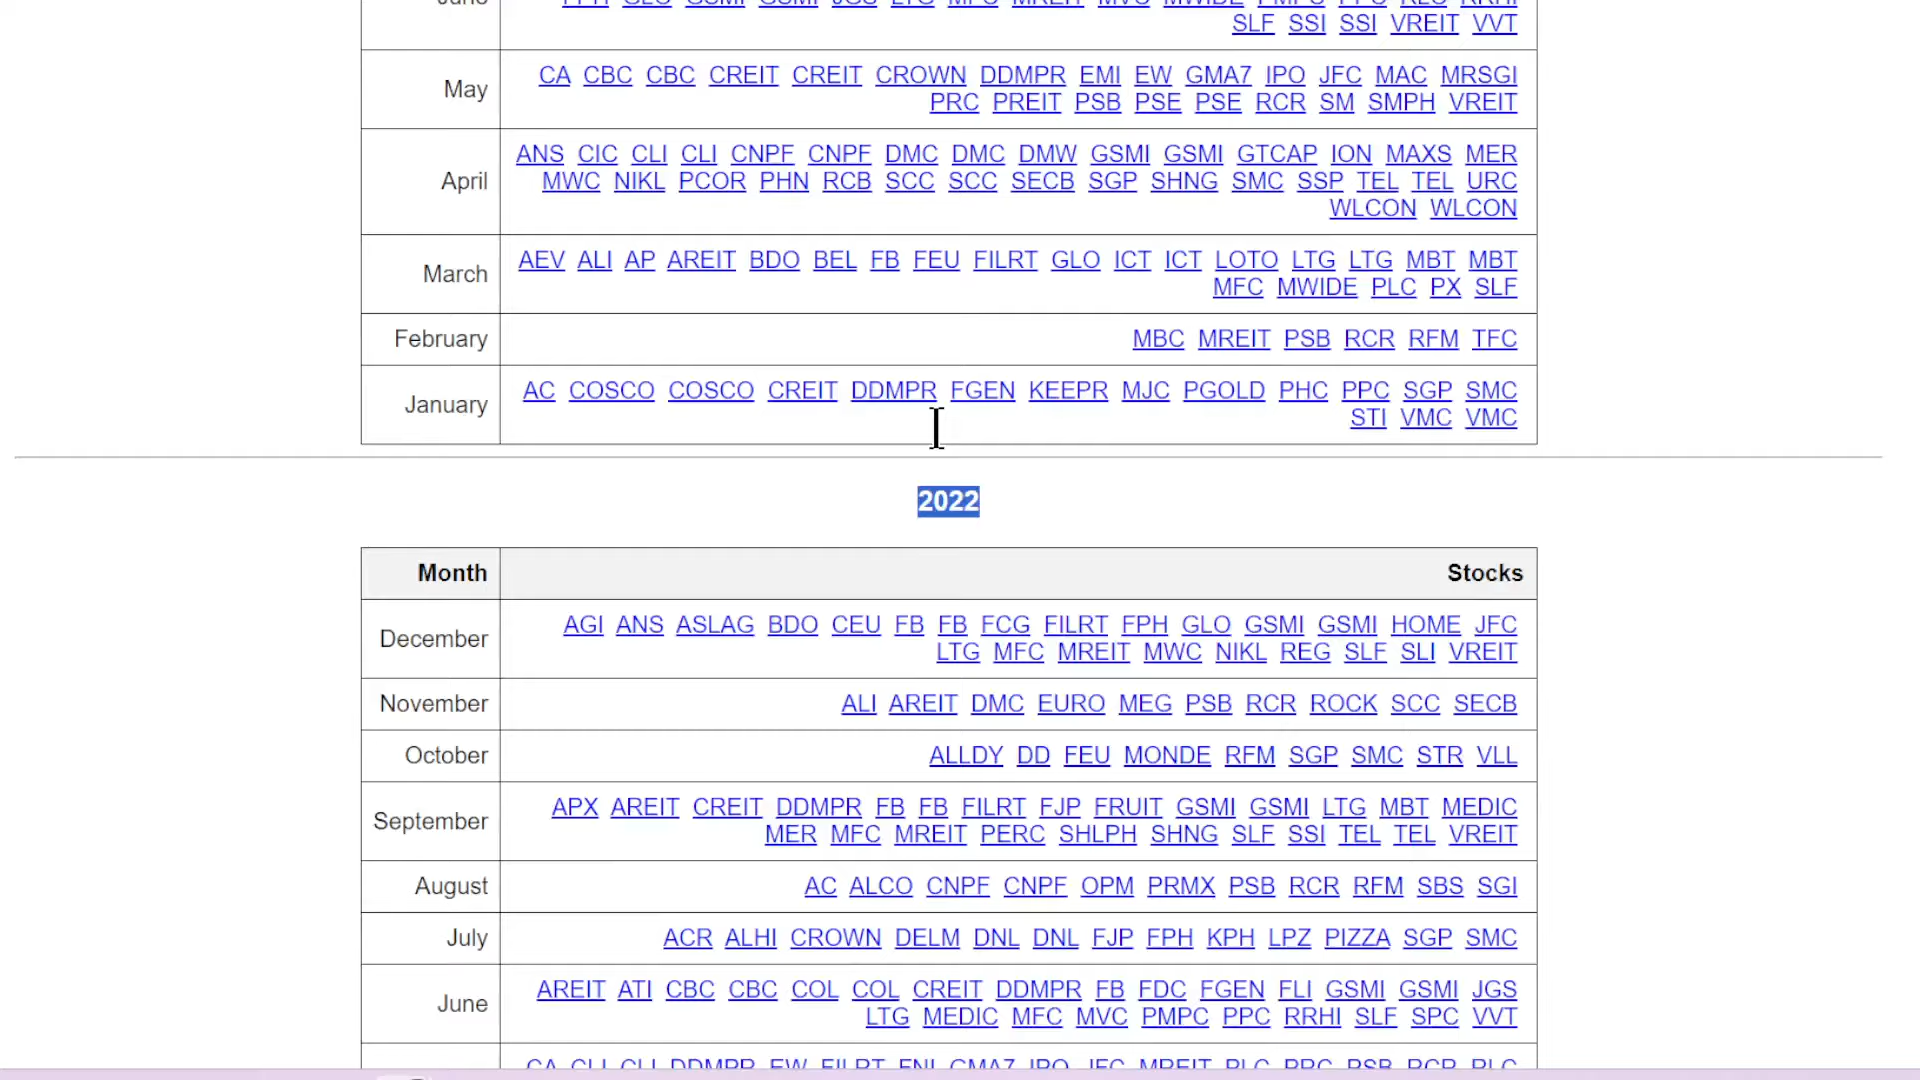 SLF SSI SSI VREIT VVT
May
CA CBC CBC CREIT CREIT CROWN DDMPR EMI EW GMA7 IPO JFC MAC MRSGI
PRC PREIT PSB PSE PSE RCR SM SMPH VREIT
April
ANS CIC CLI CLI CNPF CNPF DMC DMC DMW GSMI GSMI GTCAP ION MAXS MER
MWC NIKL PCOR PHN RCB SCC SCC SECB SGP SHNG SMC SSP TEL TEL URC
WLCON WLCON
March
AEV ALI AP AREIT BDO BEL FB FEU FILRT GLO ICT ICT LOTO LTG LTG MBT MBT
MFC MWIDE PLC PX SLF
February
MBC MREIT PSB RCR RFM TFC
January
AC COSCO COSCO CREIT DDMPR FGEN KEEPR MJC PGOLD PHC PPC SGP SMC
STI VMC VMC
2022
Month Stocks
December
AGI ANS ASLAG BDO CEU FB FB FCG FILRT FPH GLO GSMI GSMI HOME JFC
LTG MFC MREIT MWC NIKL REG SLF SLI VREIT
November
ALI AREIT DMC EURO MEG PSB RCR ROCK SCC SECB
October
ALLDY DD FEU MONDE RFM SGP SMC STR VLL
September
APX AREIT CREIT DDMPR FB FB FILRT FJP FRUIT GSMI GSMI LTG MBT MEDIC
MER MFC MREIT PERC SHLPH SHNG SLF SSI TEL TEL VREIT
August
AC ALCO CNPF CNPF OPM PRMX PSB RCR RFM SBS SGI
July
ACR ALHI CROWN DELM DNL DNL FJP FPH KPH LPZ PIZZA SGP SMC
June
AREIT ATI CBC CBC COL COL CREIT DDMPR FB FDC FGEN FLI GSMI GSMI JGS
LTG MEDIC MFC MVC PMPC PPC RRHI SLF SPC VVT